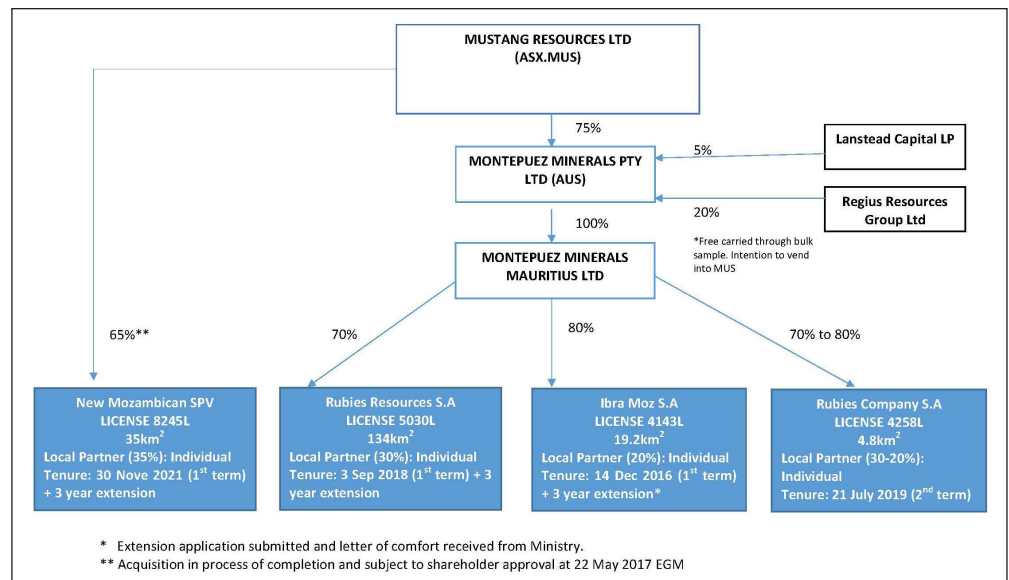 MUSTANG RESOURCES LTD
(ASX.MUS)
75%
MONTEPUEZ MINERALS PTY
LTD (AUS)
5%
Lanstead Capital LP
20%
Regius Resources
Group Ltd
*Free carried through bulk
sample. Intention to vend
into MUS
100%
MONTEPUEZ MINERALS
MAURITIUS LTD
65%**
70%
80%
70% to 80%
New Mozambican SPV
LICENSE 8245L
35km²
Local Partner (35%): Individual
Tenure: 30 Nove 2021 (1st term)
+ 3 year extension
Rubies Resources S.A
LICENSE 5030L
134km²
Local Partner (30%): Individual
Tenure: 3 Sep 2018 (1st term) + 3
year extension
Ibra Moz S.A
LICENSE 4143L
19.2km²
Local Partner (20%): Individual
Tenure: 14 Dec 2016 (1st term)
+ 3 year extension*
Rubies Company S.A
LICENSE 4258L
4.8km²
Local Partner (30-20%):
Individual
Tenure: 21 July 2019 (2nd term)
* Extension application submitted and letter of comfort received from Ministry.
** Acquisition in process of completion and subject to shareholder approval at 22 May 2017 EGM